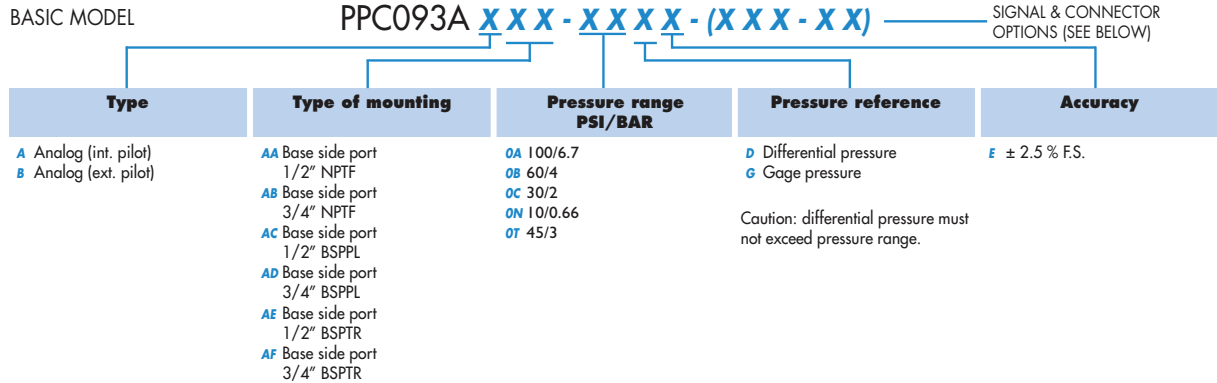 BASIC MODEL
PPC093A X X X - X X X X - (X X X - X X)
SIGNAL & CONNECTOR
OPTIONS (SEE BELOW)
Type
A Analog (int. pilot)
B Analog (ext. pilot)
Type of mounting
AA Base side port
1/2" NPTF
AB Base side port
3/4" NPTF
AC Base side port
1/2" BSPPL
AD Base side port
3/4" BSPPL
AE Base side port
1/2" BSPTR
AF Base side port
3/4" BSPTR
Pressure range
PSI/BAR
0A 100/6.7
0B 60/4
0C 30/2
0N 10/0.66
0T 45/3
Pressure reference
D Differential pressure
G Gage pressure
Caution: differential pressure must
not exceed pressure range.
Accuracy
E ± 2.5 % F.S.